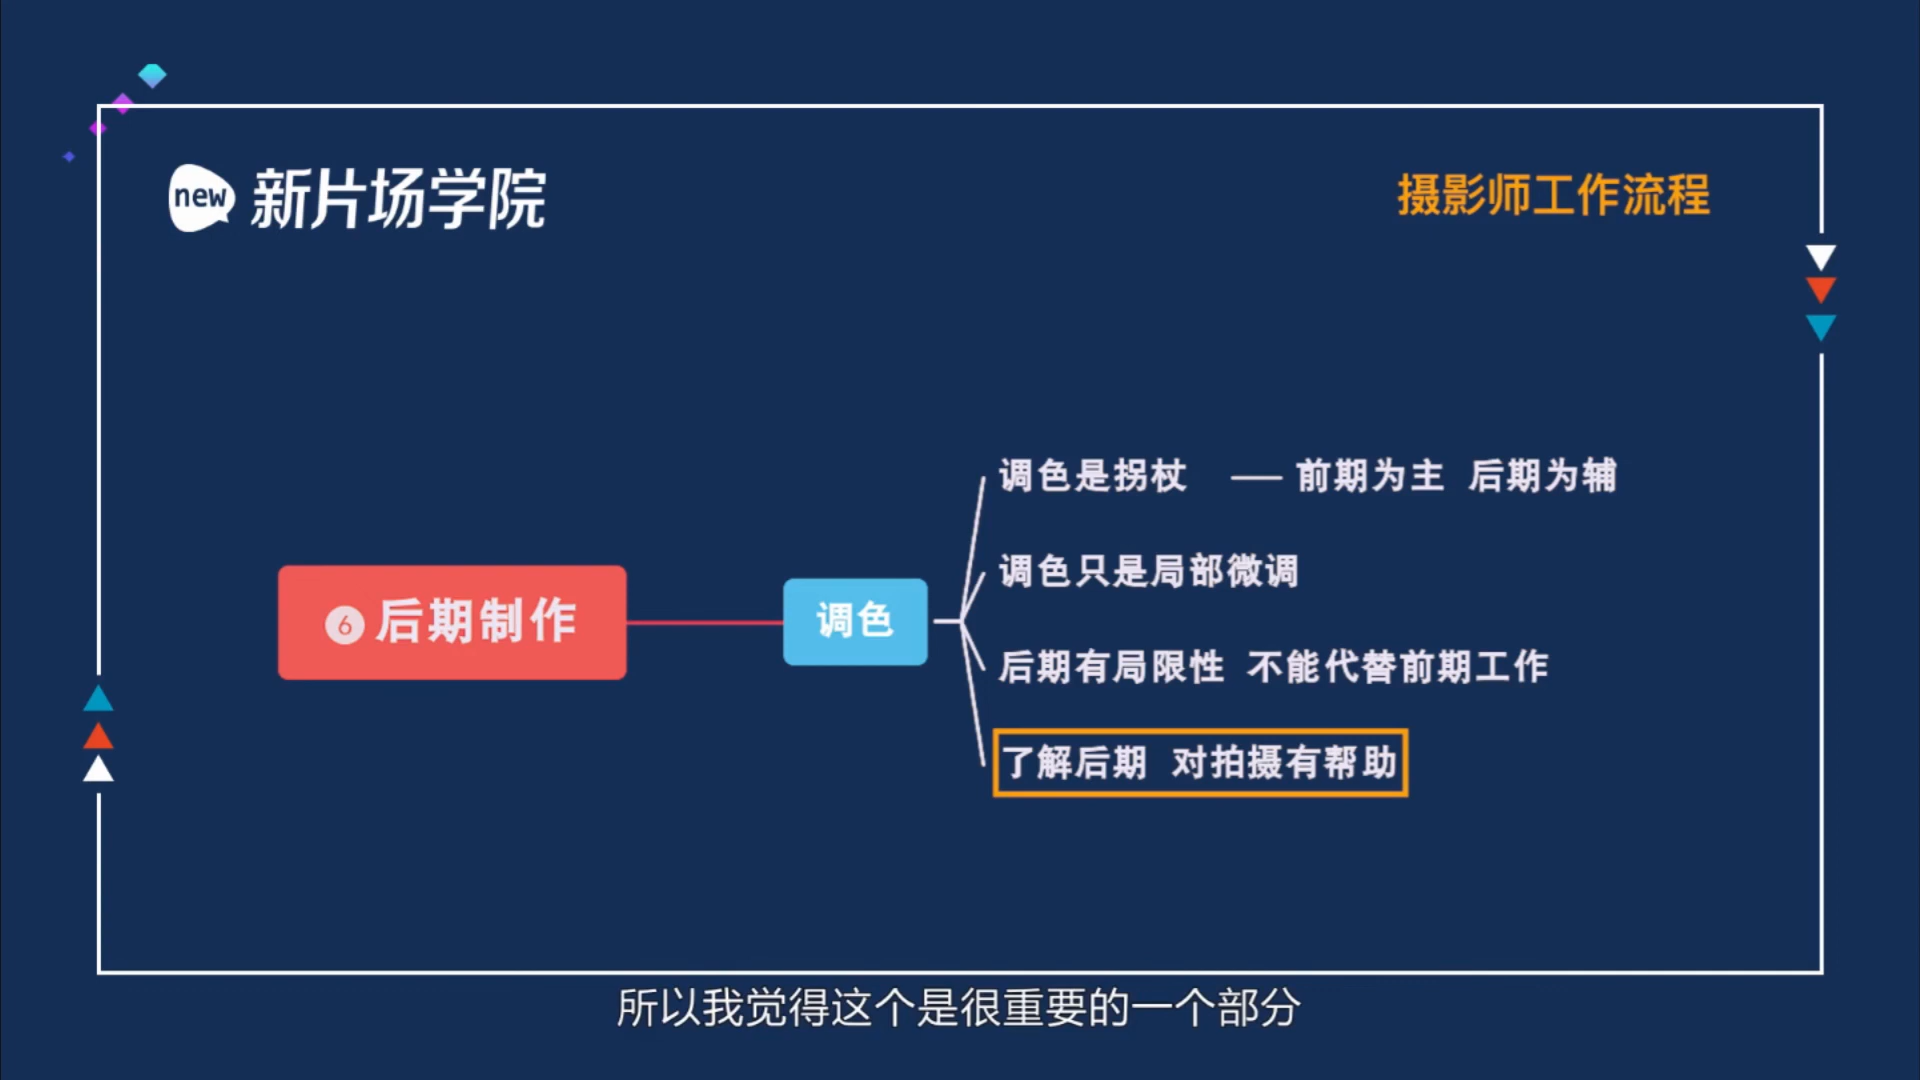 new 新片场学院
摄影师工作流程
调色是拐杖 —— 前期为主 后期为辅
调色只是局部微调
6 后期制作
调色
后期有局限性 不能代替前期工作
了解后期 对拍摄有帮助
所以我觉得这个是很重要的一个部分